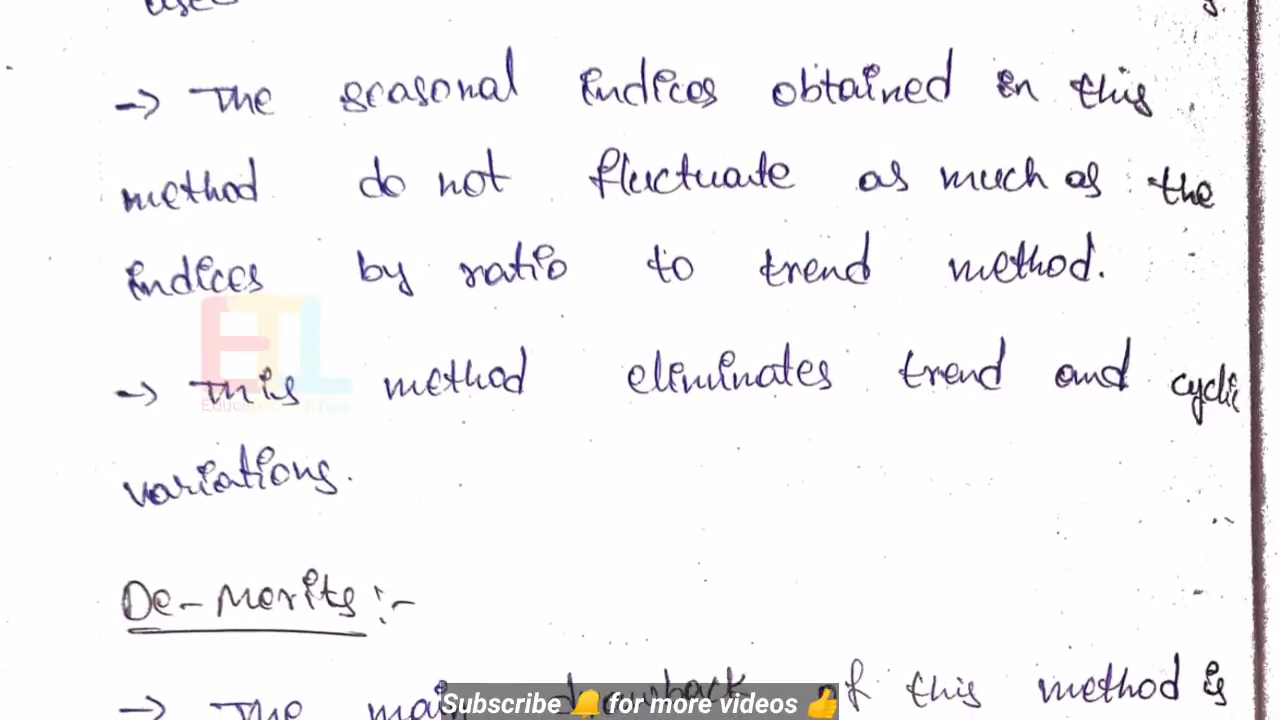 → The seasonal indices obtained in this
method do not fluctuate as much as the
indices by ratio to trend method.
ETL
→ This method eliminates trend and cyclic
variations.
De-Merits :-
→ The main drawback of this method is
Subscribe 🔔 for more videos 👍